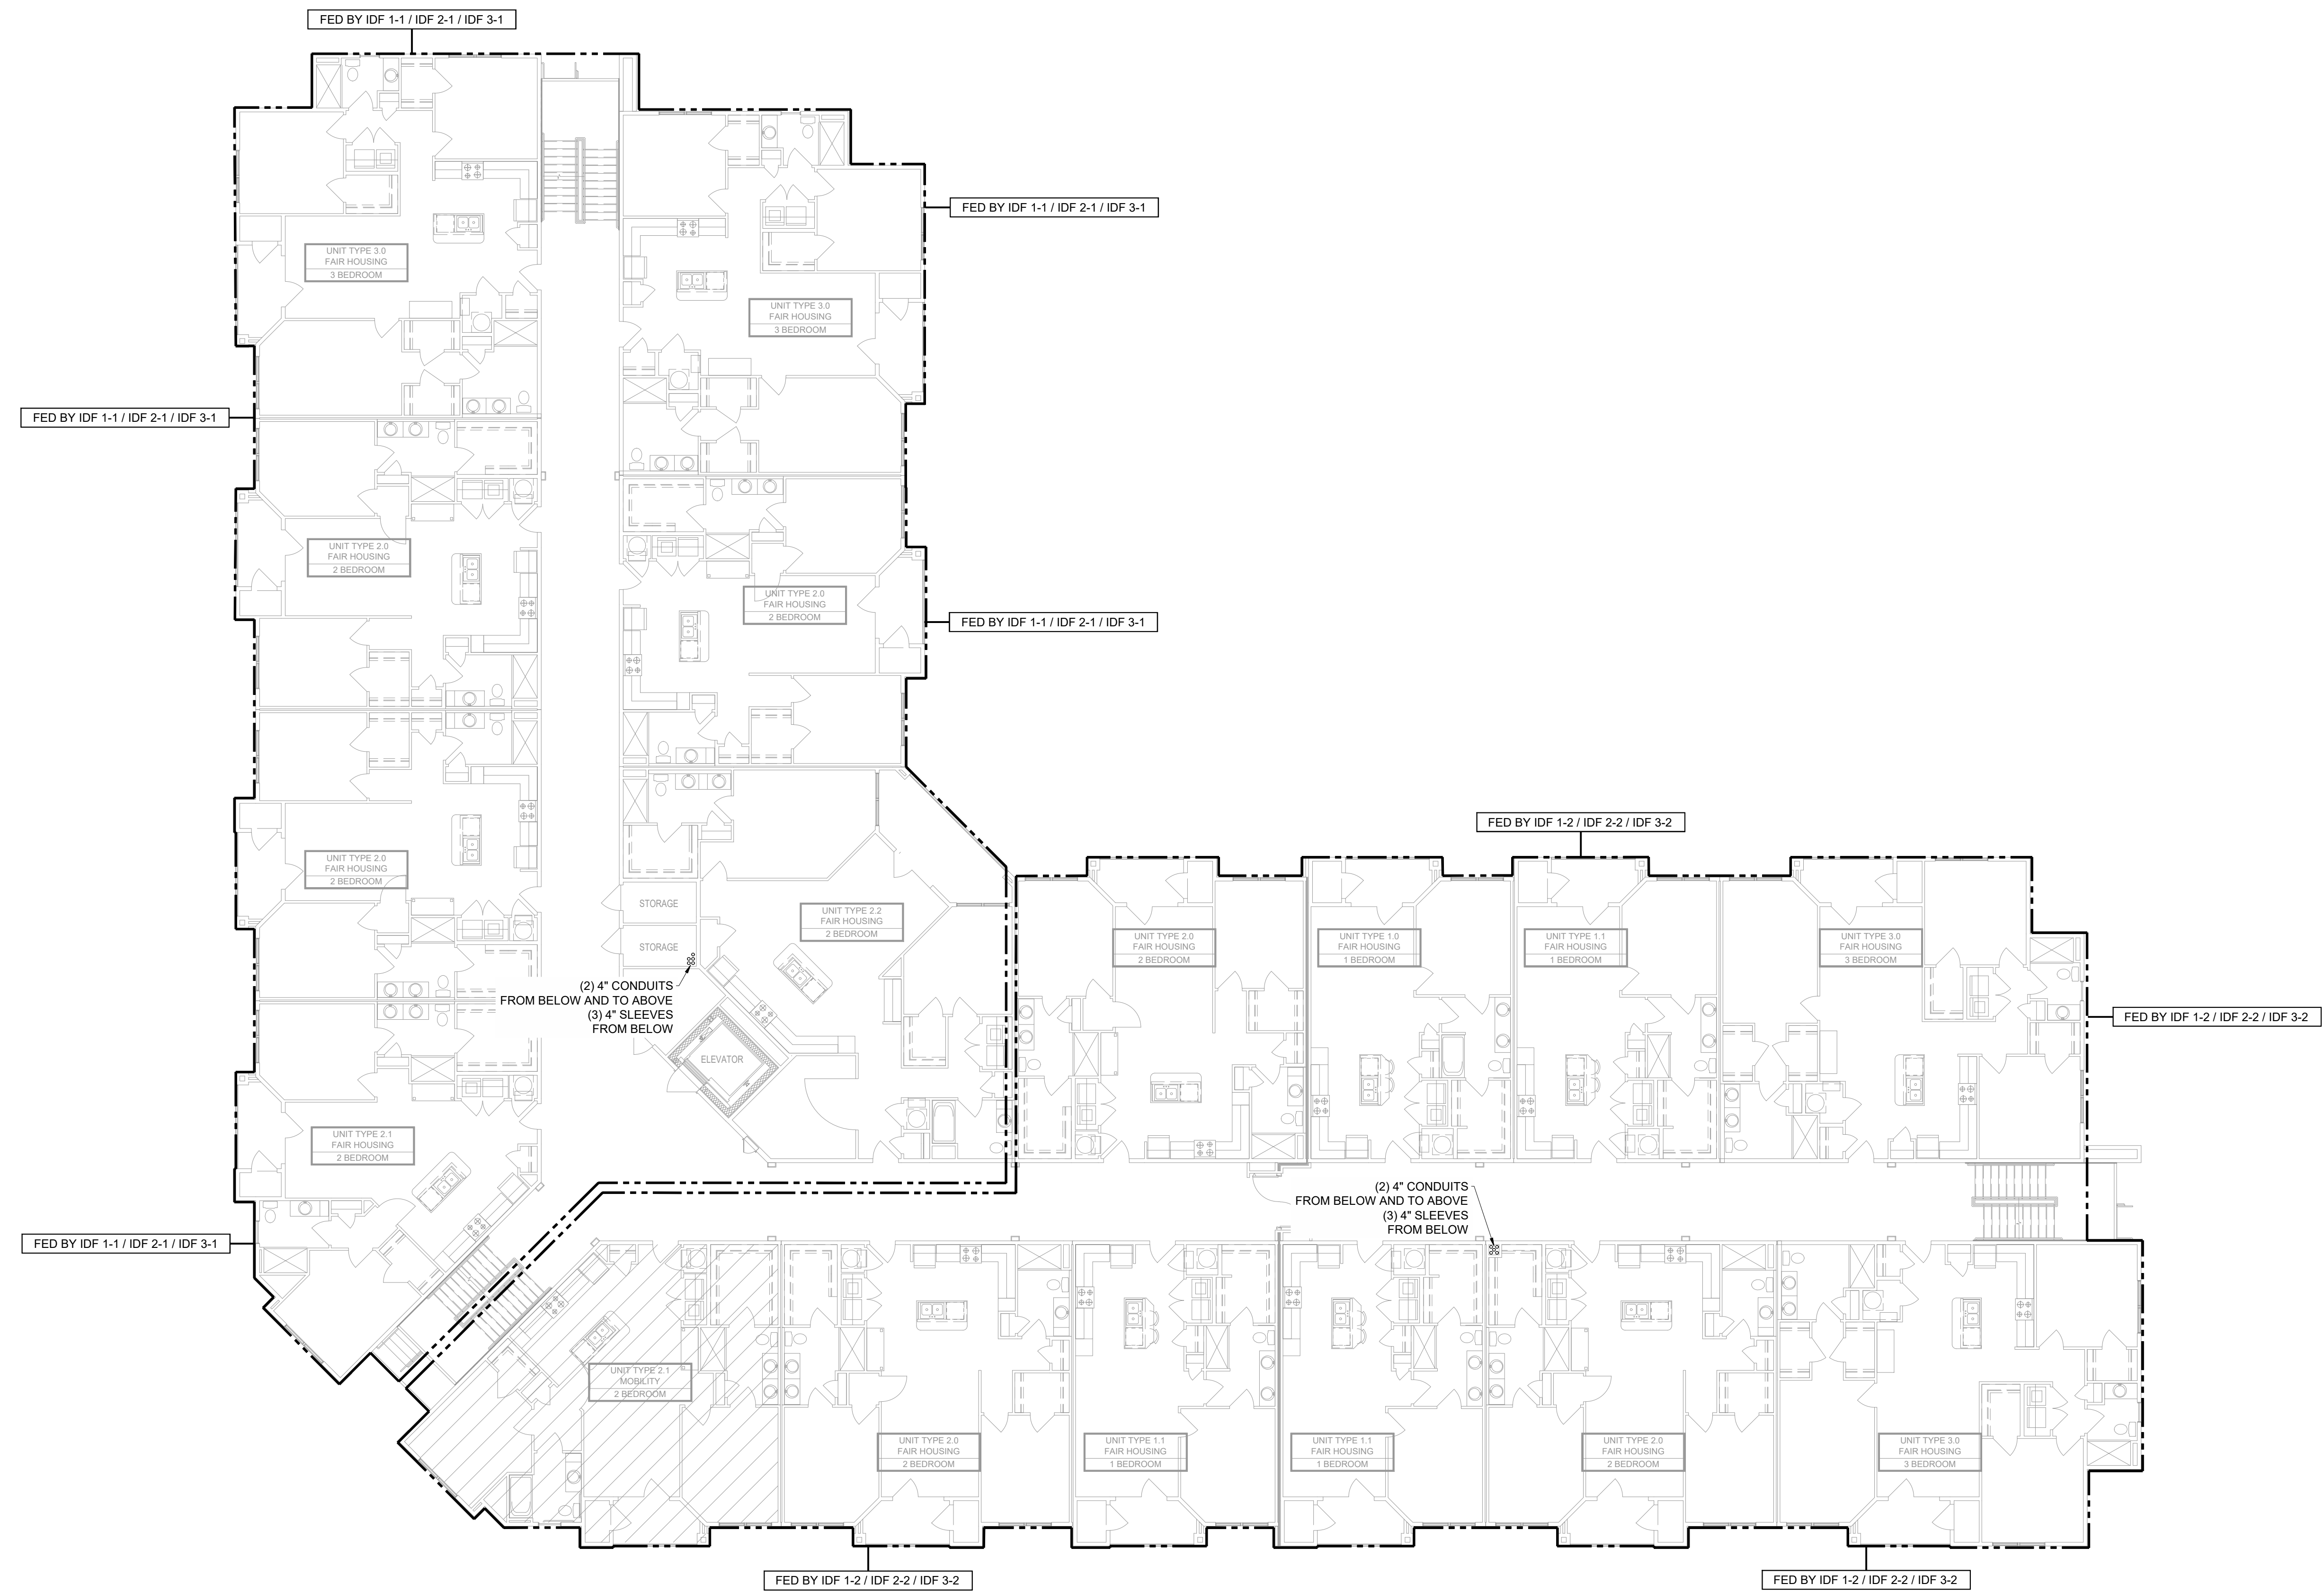 FED BY IDF 1-1 / IDF 2-1 / IDF 3-1
FED BY IDF 1-1 / IDF 2-1 / IDF 3-1
UNIT TYPE 3.0
FAIR HOUSING
3 BEDROOM
UNIT TYPE 3.0
FAIR HOUSING
3 BEDROOM
FED BY IDF 1-1 / IDF 2-1 / IDF 3-1
UNIT TYPE 2.0
FAIR HOUSING
2 BEDROOM
UNIT TYPE 2.0
FAIR HOUSING
2 BEDROOM
FED BY IDF 1-1 / IDF 2-1 / IDF 3-1
FED BY IDF 1-2 / IDF 2-2 / IDF 3-2
UNIT TYPE 2.0
FAIR HOUSING
2 BEDROOM
STORAGE
UNIT TYPE 2.2
FAIR HOUSING
2 BEDROOM
STORAGE
UNIT TYPE 2.0
FAIR HOUSING
2 BEDROOM
UNIT TYPE 1.0
FAIR HOUSING
1 BEDROOM
UNIT TYPE 1.1
FAIR HOUSING
1 BEDROOM
UNIT TYPE 3.0
FAIR HOUSING
3 BEDROOM
(2) 4" CONDUITS
FROM BELOW AND TO ABOVE
(3) 4" SLEEVES
FROM BELOW
FED BY IDF 1-2 / IDF 2-2 / IDF 3-2
ELEVATOR
UNIT TYPE 2.1
FAIR HOUSING
2 BEDROOM
(2) 4" CONDUITS
FROM BELOW AND TO ABOVE
(3) 4" SLEEVES
FROM BELOW
FED BY IDF 1-1 / IDF 2-1 / IDF 3-1
UNIT TYPE 2.1
MOBILITY
2 BEDROOM
UNIT TYPE 2.0
FAIR HOUSING
2 BEDROOM
UNIT TYPE 1.1
FAIR HOUSING
1 BEDROOM
UNIT TYPE 1.1
FAIR HOUSING
1 BEDROOM
UNIT TYPE 2.0
FAIR HOUSING
2 BEDROOM
UNIT TYPE 3.0
FAIR HOUSING
3 BEDROOM
FED BY IDF 1-2 / IDF 2-2 / IDF 3-2
FED BY IDF 1-2 / IDF 2-2 / IDF 3-2